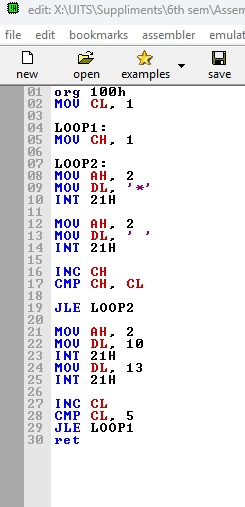 edit: X:\UITS\Suppliments\6th sem\Assem
file edit bookmarks assembler emulat
new open examples save
01 org 100h
02 MOV CL, 1
03
04 LOOP1:
05 MOV CH, 1
06
07 LOOP2:
08 MOV AH, 2
09 MOV DL, '*'
10 INT 21H
11
12 MOV AH, 2
13 MOV DL, ' '
14 INT 21H
15
16 INC CH
17 CMP CH, CL
18
19 JLE LOOP2
20
21 MOV AH, 2
22 MOV DL, 10
23 INT 21H
24 MOV DL, 13
25 INT 21H
26
27 INC CL
28 CMP CL, 5
29 JLE LOOP1
30 ret